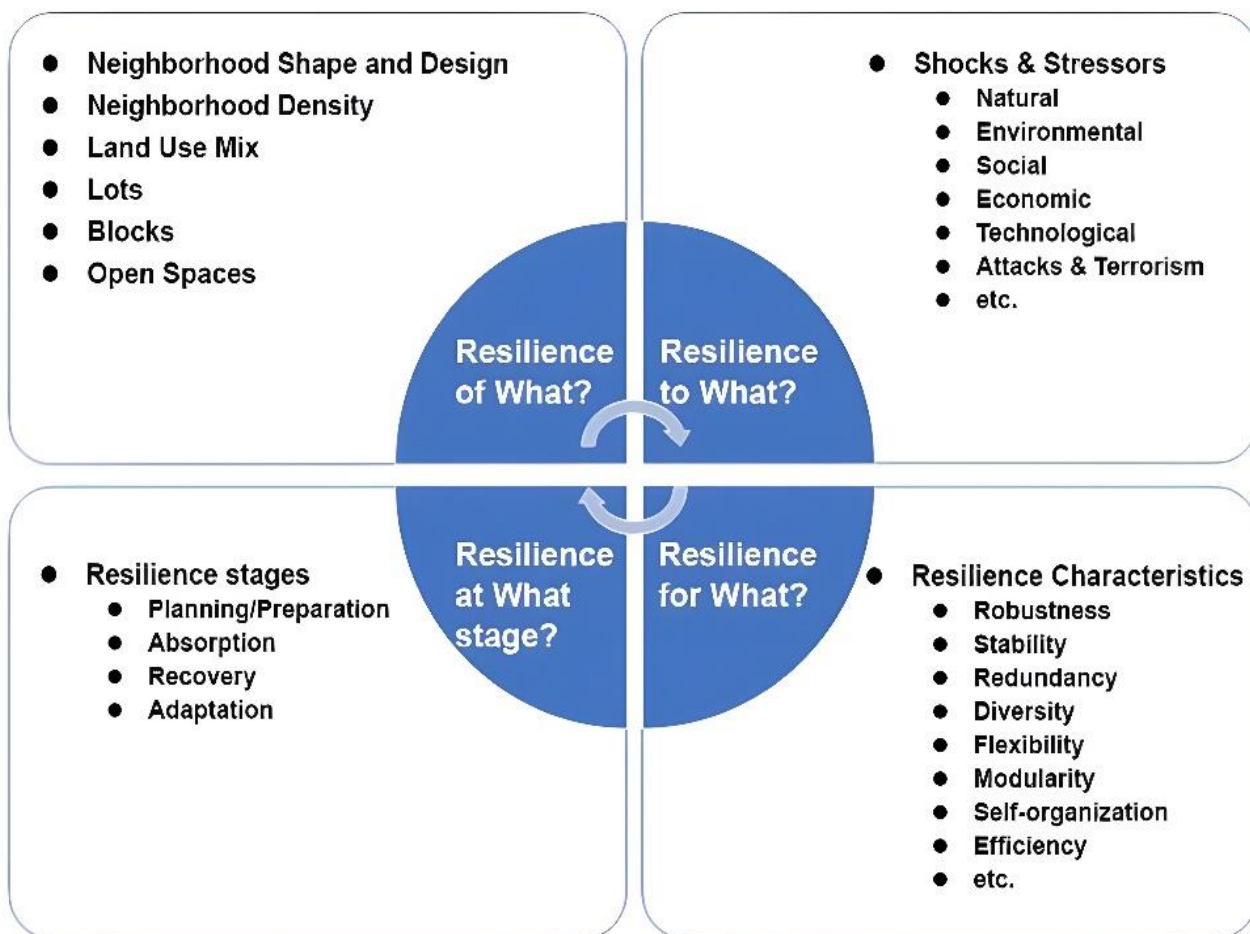 Neighborhood Shape and Design
Neighborhood Density
Land Use Mix
Lots
Blocks
Open Spaces
Resilience
of What?
Shocks & Stressors
Natural
Environmental
Social
Economic
Technological
Attacks & Terrorism
etc.
Resilience
to What?
Resilience stages
Planning/Preparation
Absorption
Recovery
Adaptation
Resilience
at What
stage?
Resilience
for What?
Resilience Characteristics
Robustness
Stability
Redundancy
Diversity
Flexibility
Modularity
Self-organization
Efficiency
etc.